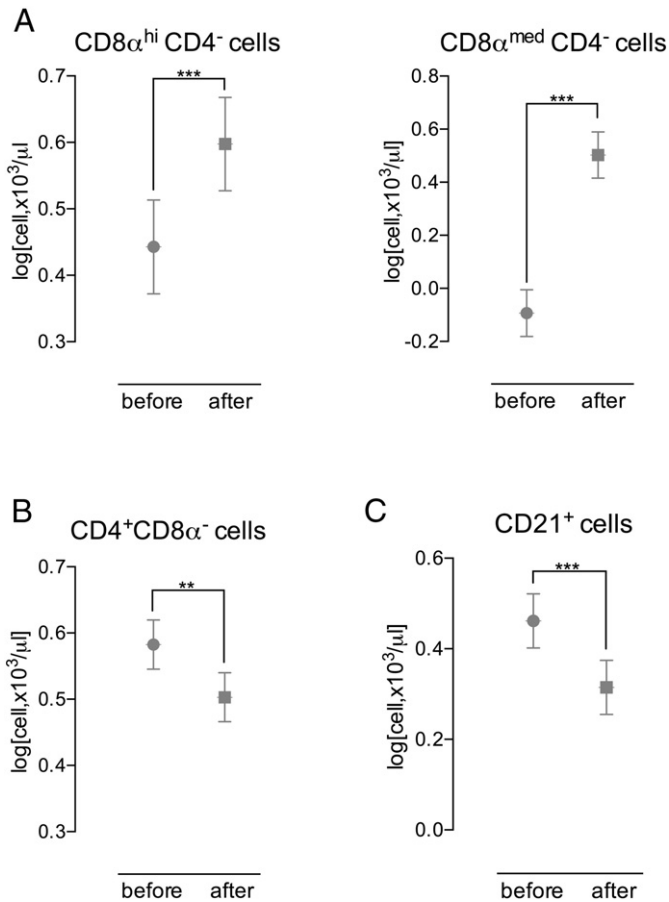 A
CD8α^hi CD4^- cells
log[cell,x10^3/μl
0.7
0.6
0.5
0.4
0.3
***
before after
CD8α^med CD4^- cells
log[cell,x10^3/μl]
0.8
0.6
0.4
0.2
0.0
-0.2
***
before after
B
CD4^+CD8α^- cells
log[cell,x10^3/μl]
0.7
0.6
0.5
0.4
0.3
**
before after
C
CD21^+ cells
log[cell,x10^3/μl]
0.6
0.4
0.2
0.0
***
before after